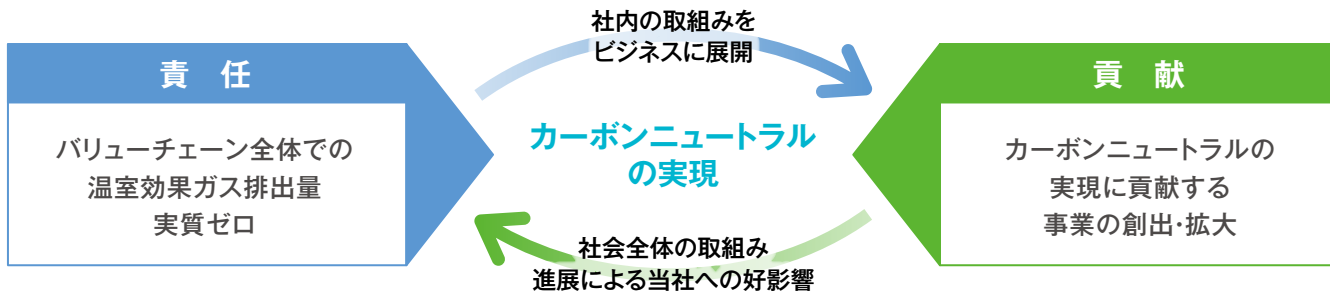 社内の取組みを
ビジネスに展開
責　任
バリューチェーン全体での
温室効果ガス排出量
実質ゼロ
カーボンニュートラル
の実現
貢　献
カーボンニュートラルの
実現に貢献する
事業の創出・拡大
社会全体の取組み
進展による当社への好影響